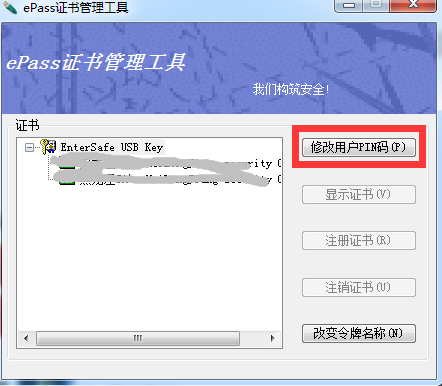 ePass证书管理工具
ePass证书管理工具
我们构筑安全!
证书
EnterSafe USB Key
修改用户PIN码(P)
显示证书(V)
注册证书(R)
注销证书(U)
改变令牌名称(N)